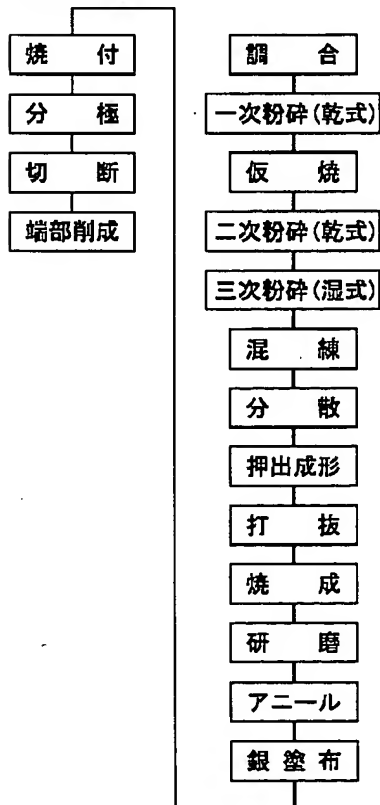 調合
一次粉砕(乾式)
仮焼
二次粉砕(乾式)
三次粉砕(湿式)
混練
分散
押出成形
打抜
焼成
研磨
アニール
銀塗布
焼付
分極
切断
端部削成